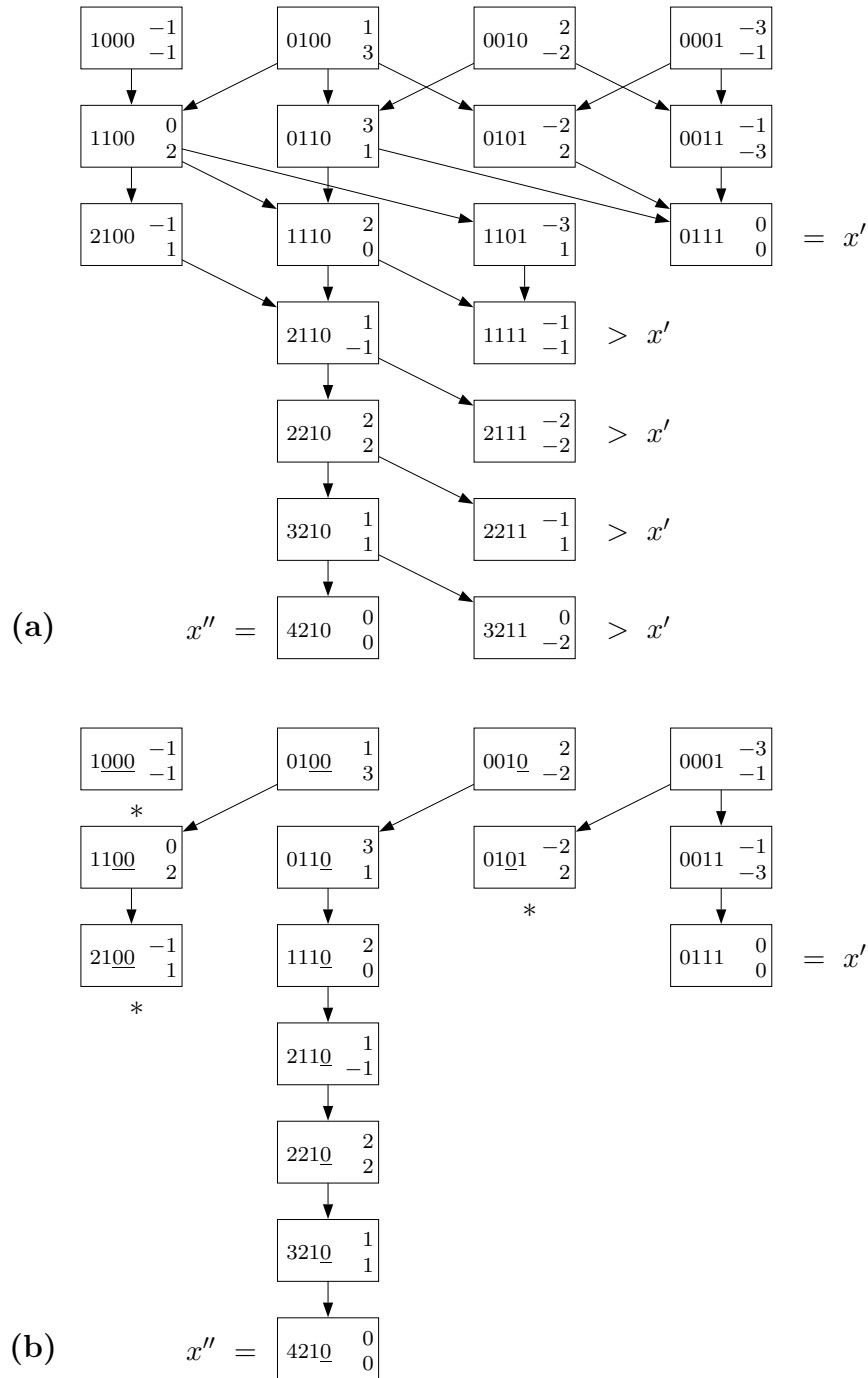 1000 −1 −1
0100 1 3
0010 2 −2
0001 −3 −1
1100 0 2
0110 3 1
0101 −2 2
0011 −1 −3
2100 −1 1
1110 2 0
1101 −3 1
0111 0 0 = x′
2110 1 −1
1111 −1 −1 > x′
2210 2 2
2111 −2 −2 > x′
3210 1 1
2211 −1 1 > x′
(a) x″ = 4210 0 0
3211 0 −2 > x′
1000 −1 −1
0100 1 3
0010 2 −2
0001 −3 −1
*
1100 0 2
0110 3 1
0101 −2 2
0011 −1 −3
*
2100 −1 1
1110 2 0
0111 0 0 = x′
*
2110 1 −1
2210 2 2
3210 1 1
(b) x″ = 4210 0 0